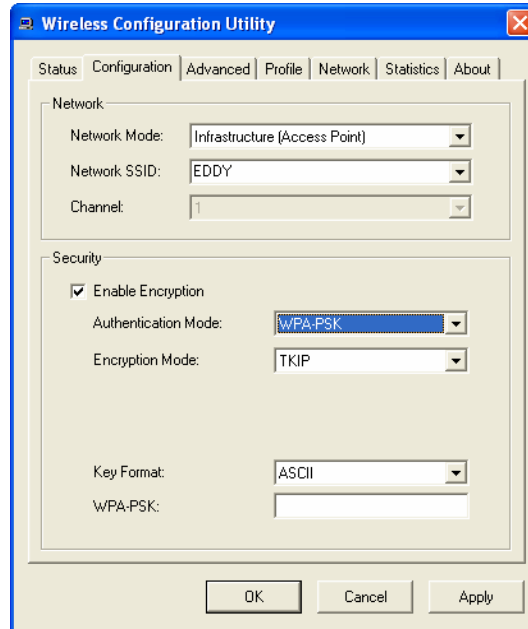 Wireless Configuration Utility
Status Configuration Advanced Profile Network Statistics About
Network
Network Mode: Infrastructure (Access Point)
Network SSID: EDDY
Channel: 1
Security
Enable Encryption
Authentication Mode: WPA-PSK
Encryption Mode: TKIP
Key Format: ASCII
WPA-PSK:
OK Cancel Apply